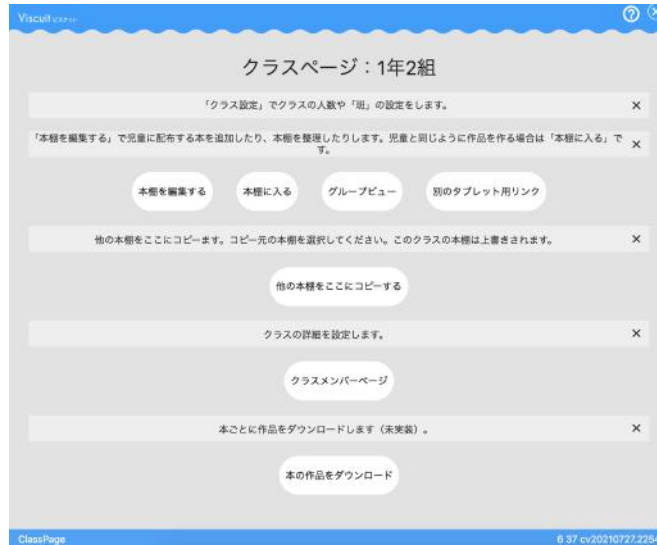 Viscuit ビスケット
クラスページ：1年2組
「クラス設定」でクラスの人数や「班」の設定をします。
「本棚を編集する」で児童に配布する本を追加したり、本棚を整理したりします。児童と同じように作品を作る場合は「本棚に入る」で
す。
本棚を編集する 本棚に入る グループビュー 別のタブレット用リンク
他の本棚をここにコピーます。コピー元の本棚を選択してください。このクラスの本棚は上書きされます。
他の本棚をここにコピーする
クラスの詳細を設定します。
クラスメンバーページ
本ごとに作品をダウンロードします（未実装）。
本の作品をダウンロード
ClassPage 6 37 cv20210727.2254